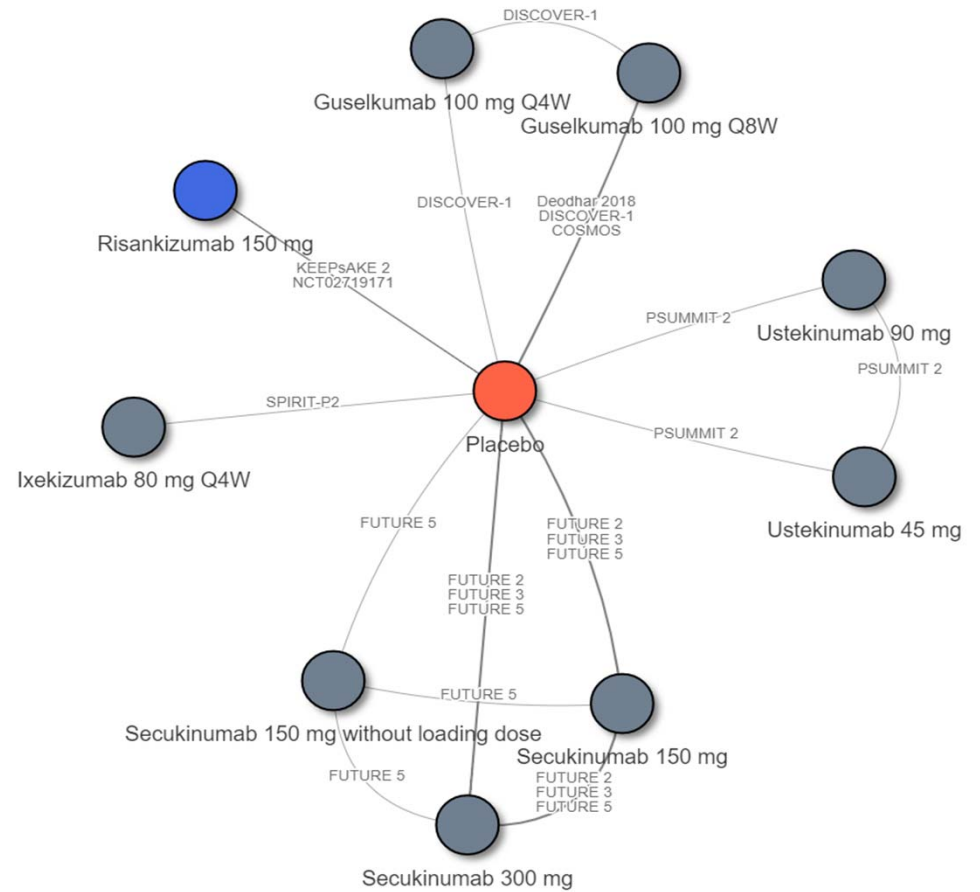 DISCOVER-1
Guselkumab 100 mg Q4W
Guselkumab 100 mg Q8W
DISCOVER-1
Deodhar 2018
DISCOVER-1
COSMOS
Risankizumab 150 mg
KEEPsAKE 2
NCT02719171
PSUMMIT 2
Ustekinumab 90 mg
PSUMMIT 2
SPIRIT-P2
Placebo
PSUMMIT 2
Ixekizumab 80 mg Q4W
Ustekinumab 45 mg
FUTURE 5
FUTURE 2
FUTURE 3
FUTURE 5
FUTURE 2
FUTURE 3
FUTURE 5
FUTURE 5
Secukinumab 150 mg without loading dose
Secukinumab 150 mg
FUTURE 5
FUTURE 2
FUTURE 3
FUTURE 5
Secukinumab 300 mg